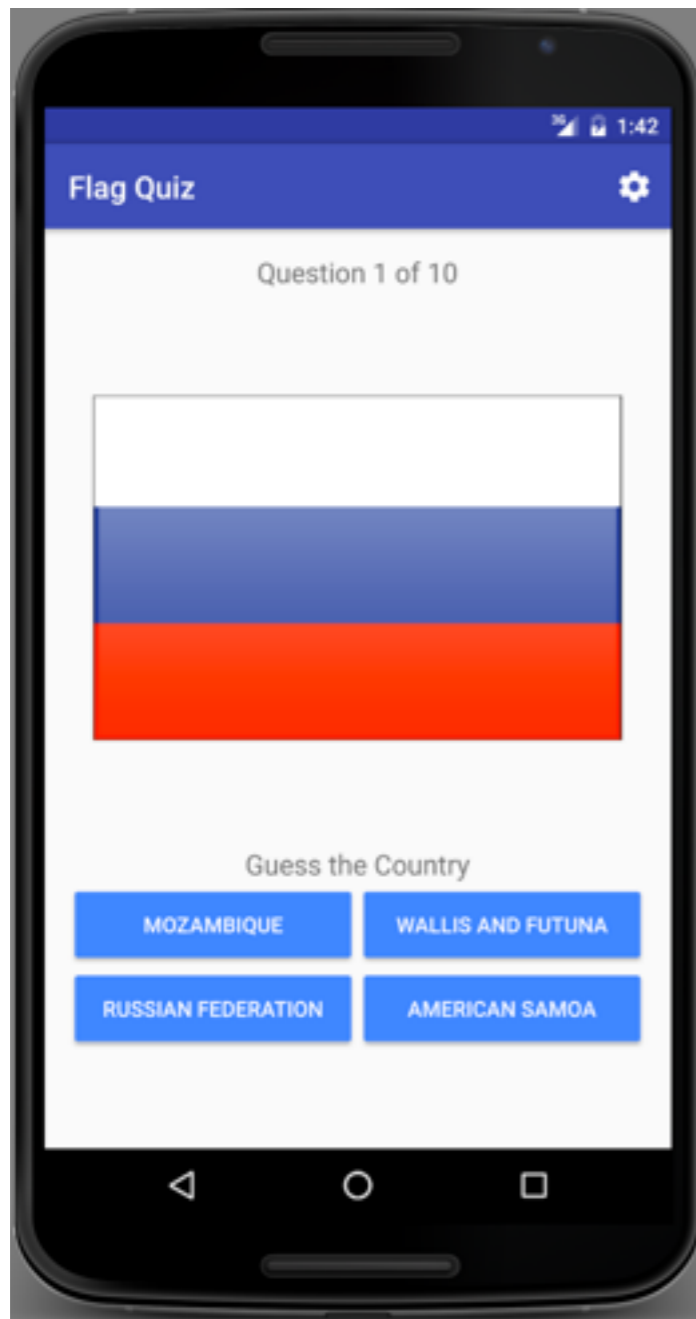 3G 1:42
Flag Quiz
Question 1 of 10
Guess the Country
MOZAMBIQUE WALLIS AND FUTUNA
RUSSIAN FEDERATION AMERICAN SAMOA